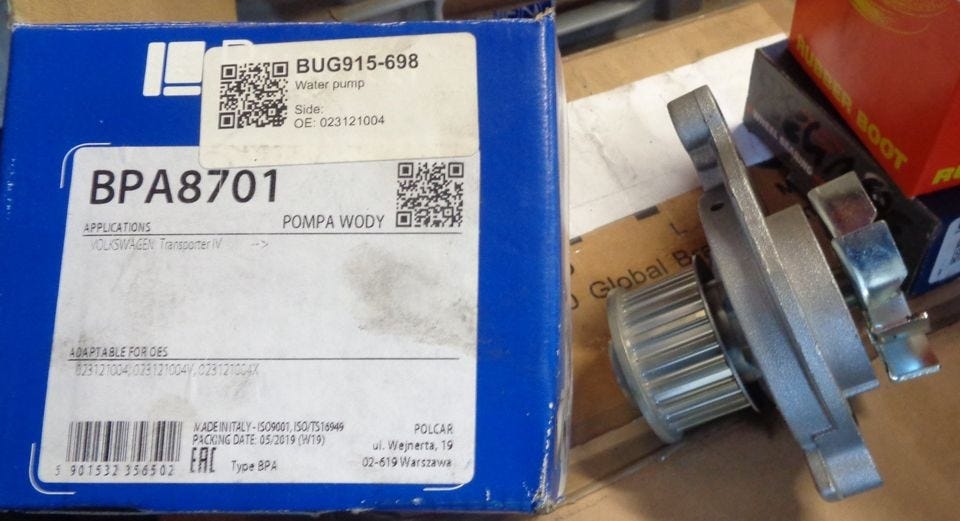 BUG915-698
Water pump
Side:
OE: 023121004
BPA8701
POMPA WODY
APPLICATIONS
VOLKSWAGEN: Transporter IV -->
ADAPTABLE FOR OES
023121004, 023121004V, 023121004X
MADE IN ITALY - ISO9001, ISO/TS16949
PACKING DATE: 05/2019 (W19)
EAC Type BPA
POLCAR
ul. Wejnerta, 19
02-619 Warszawa
5 901532 356502
RUBBER BOOT
Global